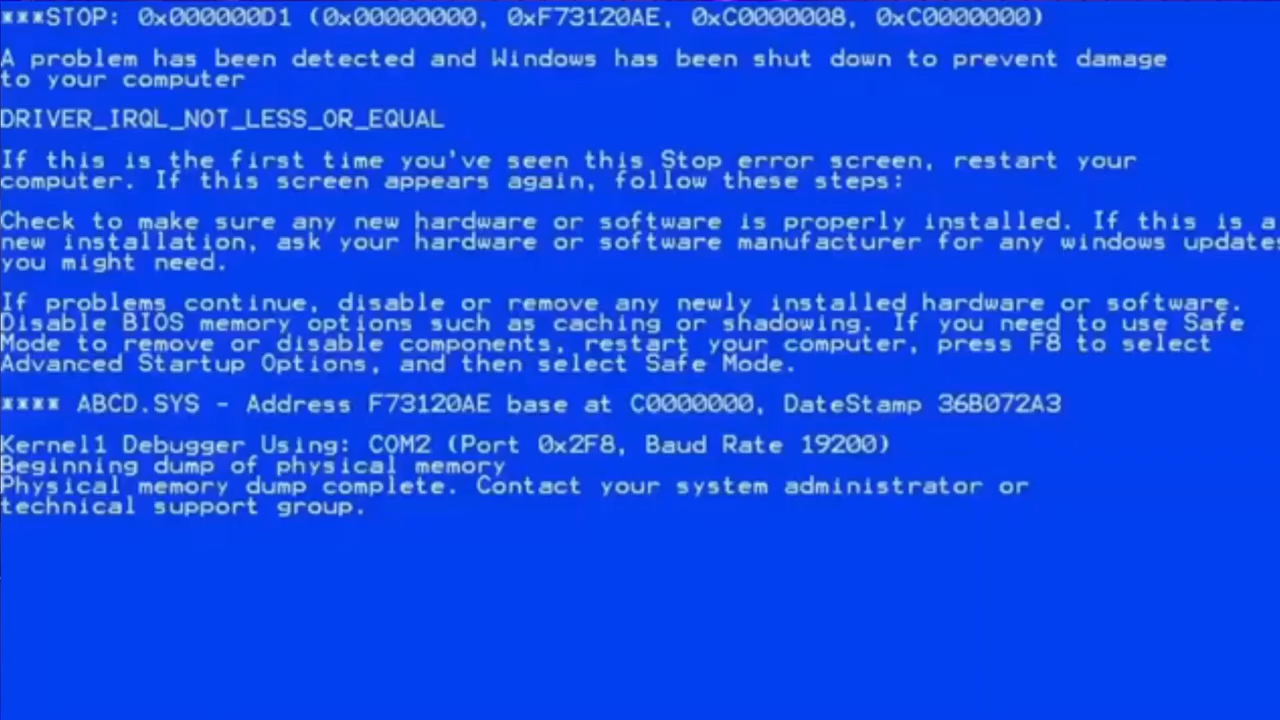 ***STOP: 0x000000D1 (0x00000000, 0xF73120AE, 0xC0000008, 0xC0000000)
A problem has been detected and Windows has been shut down to prevent damage
to your computer
DRIVER_IRQL_NOT_LESS_OR_EQUAL
If this is the first time you've seen this Stop error screen, restart your
computer. If this screen appears again, follow these steps:
Check to make sure any new hardware or software is properly installed. If this is a
new installation, ask your hardware or software manufacturer for any windows updates
you might need.
If problems continue, disable or remove any newly installed hardware or software.
Disable BIOS memory options such as caching or shadowing. If you need to use Safe
Mode to remove or disable components, restart your computer, press F8 to select
Advanced Startup Options, and then select Safe Mode.
**** ABCD.SYS - Address F73120AE base at C0000000, DateStamp 36B072A3
Kernel1 Debugger Using: COM2 (Port 0x2F8, Baud Rate 19200)
Beginning dump of physical memory
Physical memory dump complete. Contact your system administrator or
technical support group.